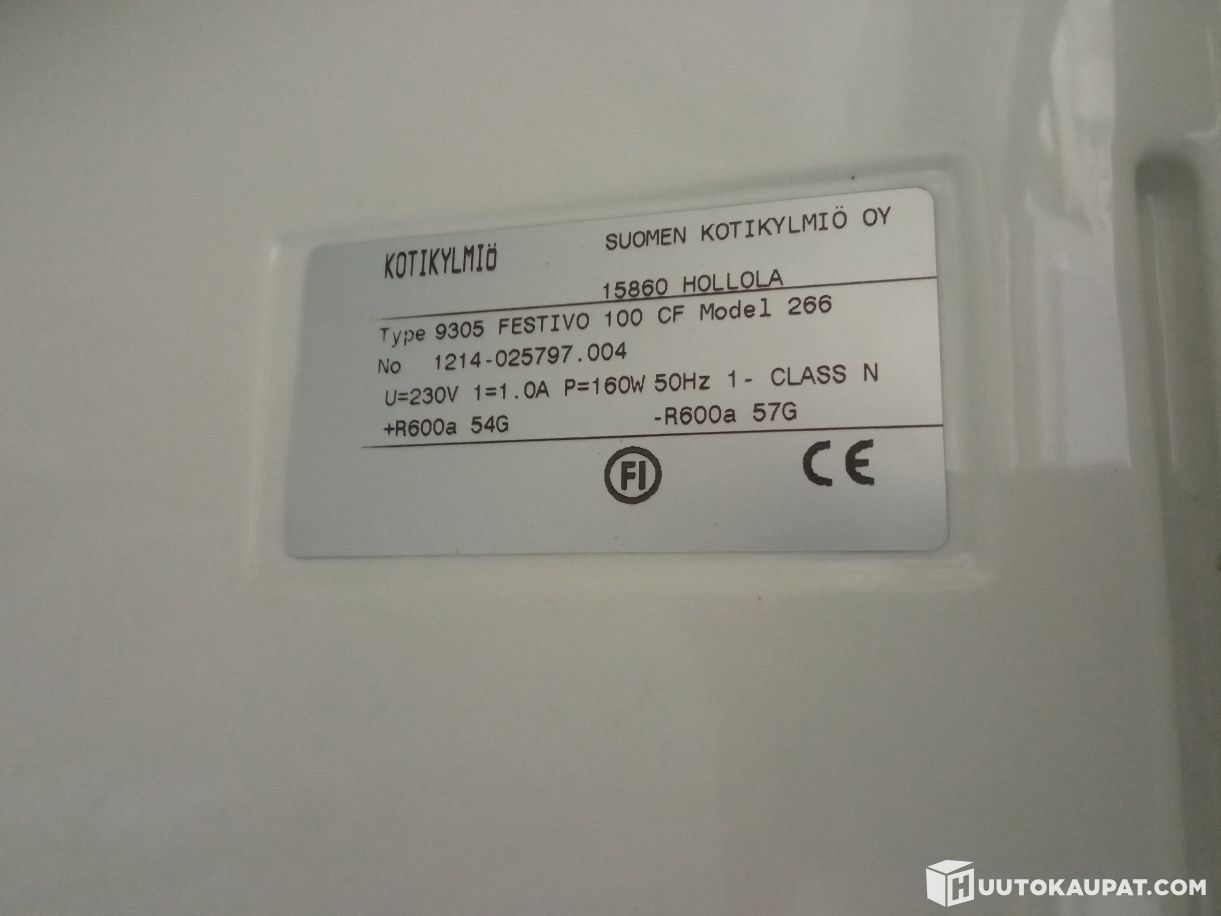 KOTIKYLMIÖ
SUOMEN KOTIKYLMIÖ OY
15860 HOLLOLA
Type 9305 FESTIVO 100 CF Model 266
No 1214-025797.004
U=230V 1=1.0A P=160W 50Hz 1- CLASS N
+R600a 54G -R600a 57G
FI CE
HUUTOKAUPAT.COM